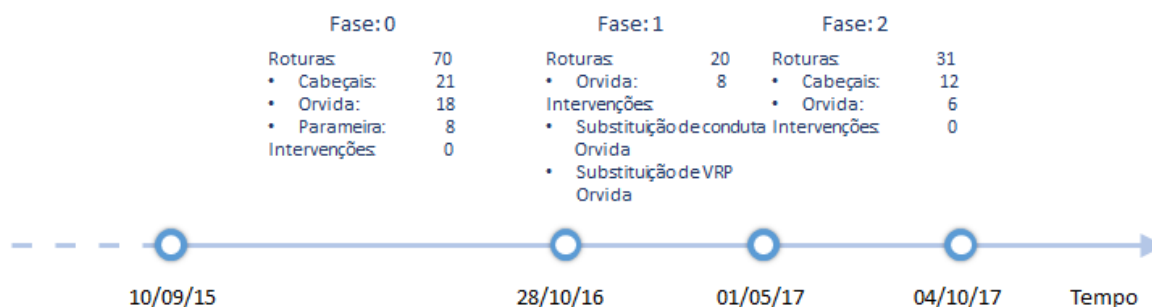 Fase: 0
Roturas: 70
• Cabeçais: 21
• Orvida: 18
• Parameira: 8
Intervenções: 0
Fase: 1
Roturas: 20
• Orvida: 8
Intervenções:
• Substituição de conduta
Orvida
• Substituição de VRP
Orvida
Fase: 2
Roturas: 31
• Cabeçais: 12
• Orvida: 6
Intervenções: 0
10/09/15 28/10/16 01/05/17 04/10/17 Tempo